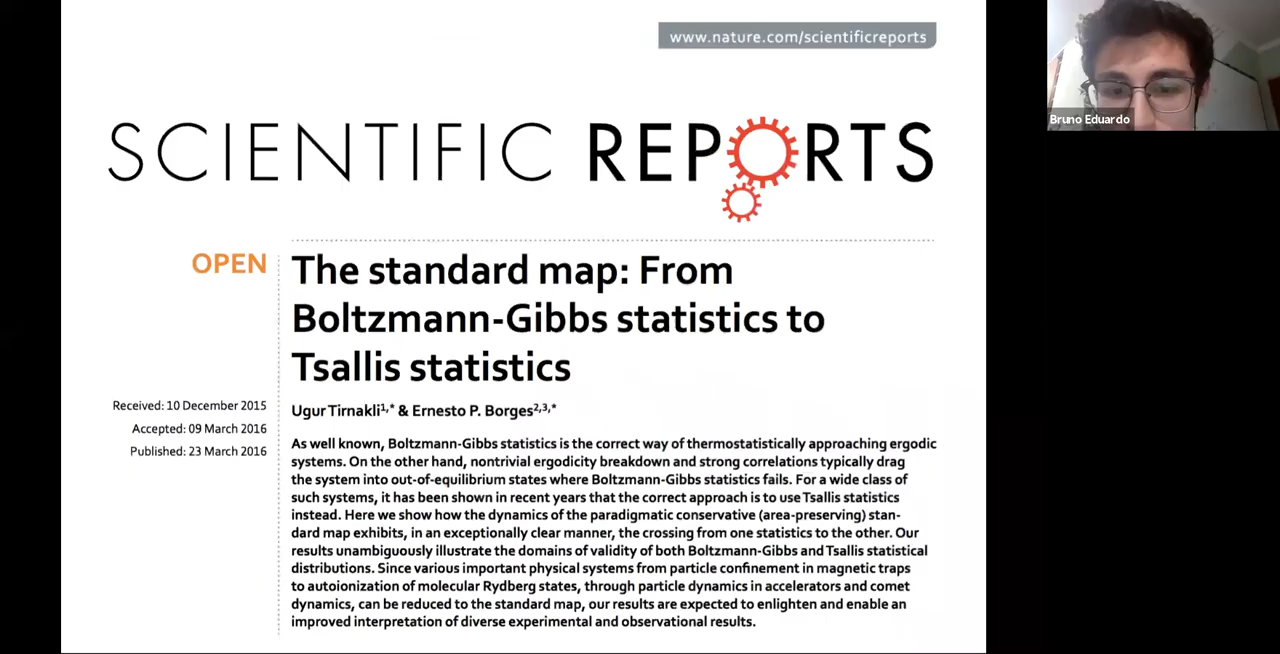 www.nature.com/scientificreports
Bruno Eduardo
SCIENTIFIC REPORTS
OPEN
The standard map: From
Boltzmann-Gibbs statistics to
Tsallis statistics
Received: 10 December 2015
Accepted: 09 March 2016
Published: 23 March 2016
Ugur Tirnakli1,* & Ernesto P. Borges2,3,*
As well known, Boltzmann-Gibbs statistics is the correct way of thermostatistically approaching ergodic
systems. On the other hand, nontrivial ergodicity breakdown and strong correlations typically drag
the system into out-of-equilibrium states where Boltzmann-Gibbs statistics fails. For a wide class of
such systems, it has been shown in recent years that the correct approach is to use Tsallis statistics
instead. Here we show how the dynamics of the paradigmatic conservative (area-preserving) stan-
dard map exhibits, in an exceptionally clear manner, the crossing from one statistics to the other. Our
results unambiguously illustrate the domains of validity of both Boltzmann-Gibbs and Tsallis statistical
distributions. Since various important physical systems from particle confinement in magnetic traps
to autoionization of molecular Rydberg states, through particle dynamics in accelerators and comet
dynamics, can be reduced to the standard map, our results are expected to enlighten and enable an
improved interpretation of diverse experimental and observational results.